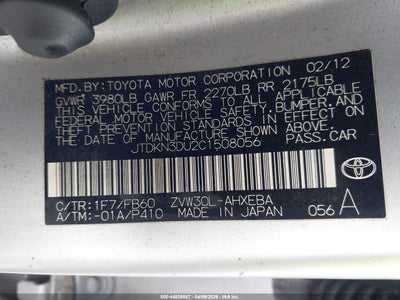 MFD.BY:TOYOTA MOTOR CORPORATION 02/12
GVWR 3980LB GAWR FR 2270LB RR 2175LB
THIS VEHICLE CONFORMS TO ALL APPLICABLE
FEDERAL MOTOR VEHICLE SAFETY, BUMPER, AND
THEFT PREVENTION STANDARDS IN EFFECT ON
THE DATE OF MANUFACTURE SHOWN ABOVE.
JTDKN3DU2C1508056 PASS.CAR
TOYOTA
C/TR:1F7/FB60 ZVW30L-AHXEBA
A/TM:-01A/P410 MADE IN JAPAN 056 A